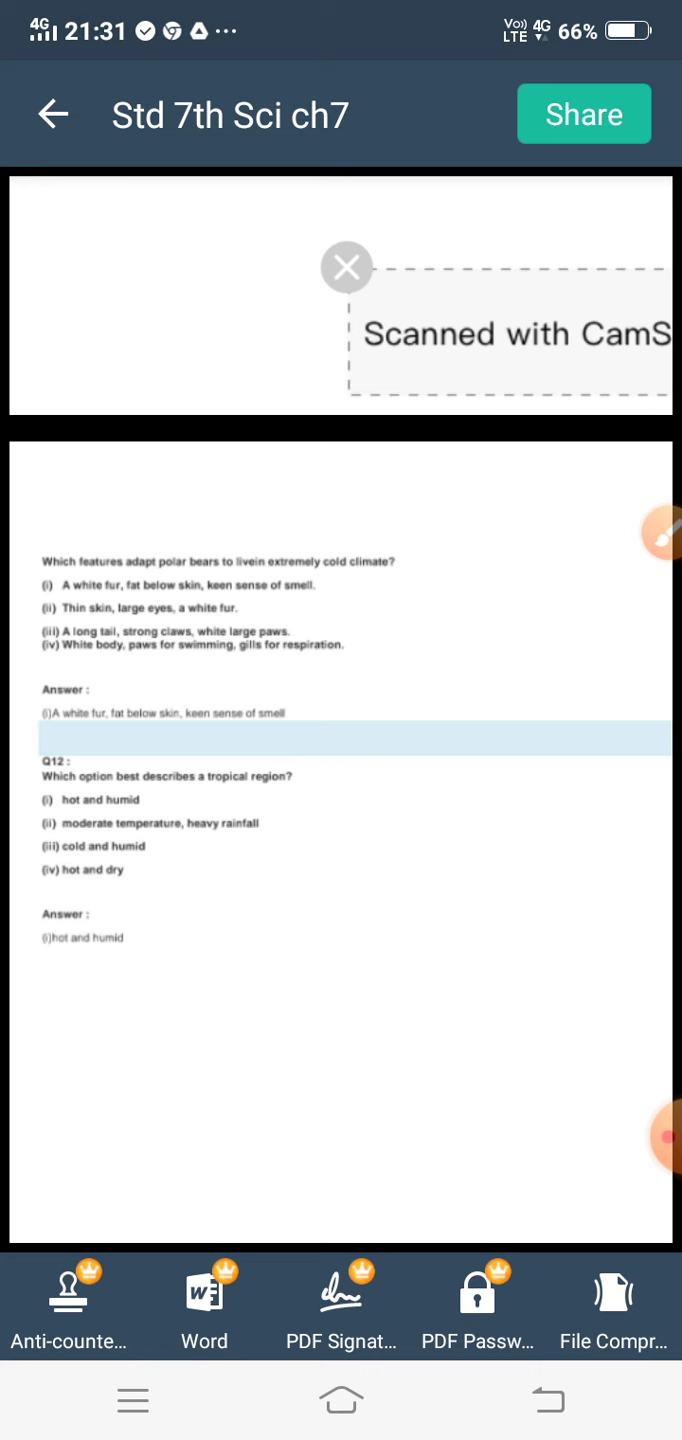 4G 21:31 ... Vo)) LTE 4G 66%
Std 7th Sci ch7 Share
Scanned with CamS
Which features adapt polar bears to livein extremely cold climate?
(i) A white fur, fat below skin, keen sense of smell.
(ii) Thin skin, large eyes, a white fur.
(iii) A long tail, strong claws, white large paws.
(iv) White body, paws for swimming, gills for respiration.
Answer :
(i)A white fur, fat below skin, keen sense of smell
Q12 :
Which option best describes a tropical region?
(i) hot and humid
(ii) moderate temperature, heavy rainfall
(iii) cold and humid
(iv) hot and dry
Answer :
(i)hot and humid
Anti-counte... Word PDF Signat... PDF Passw... File Compr...